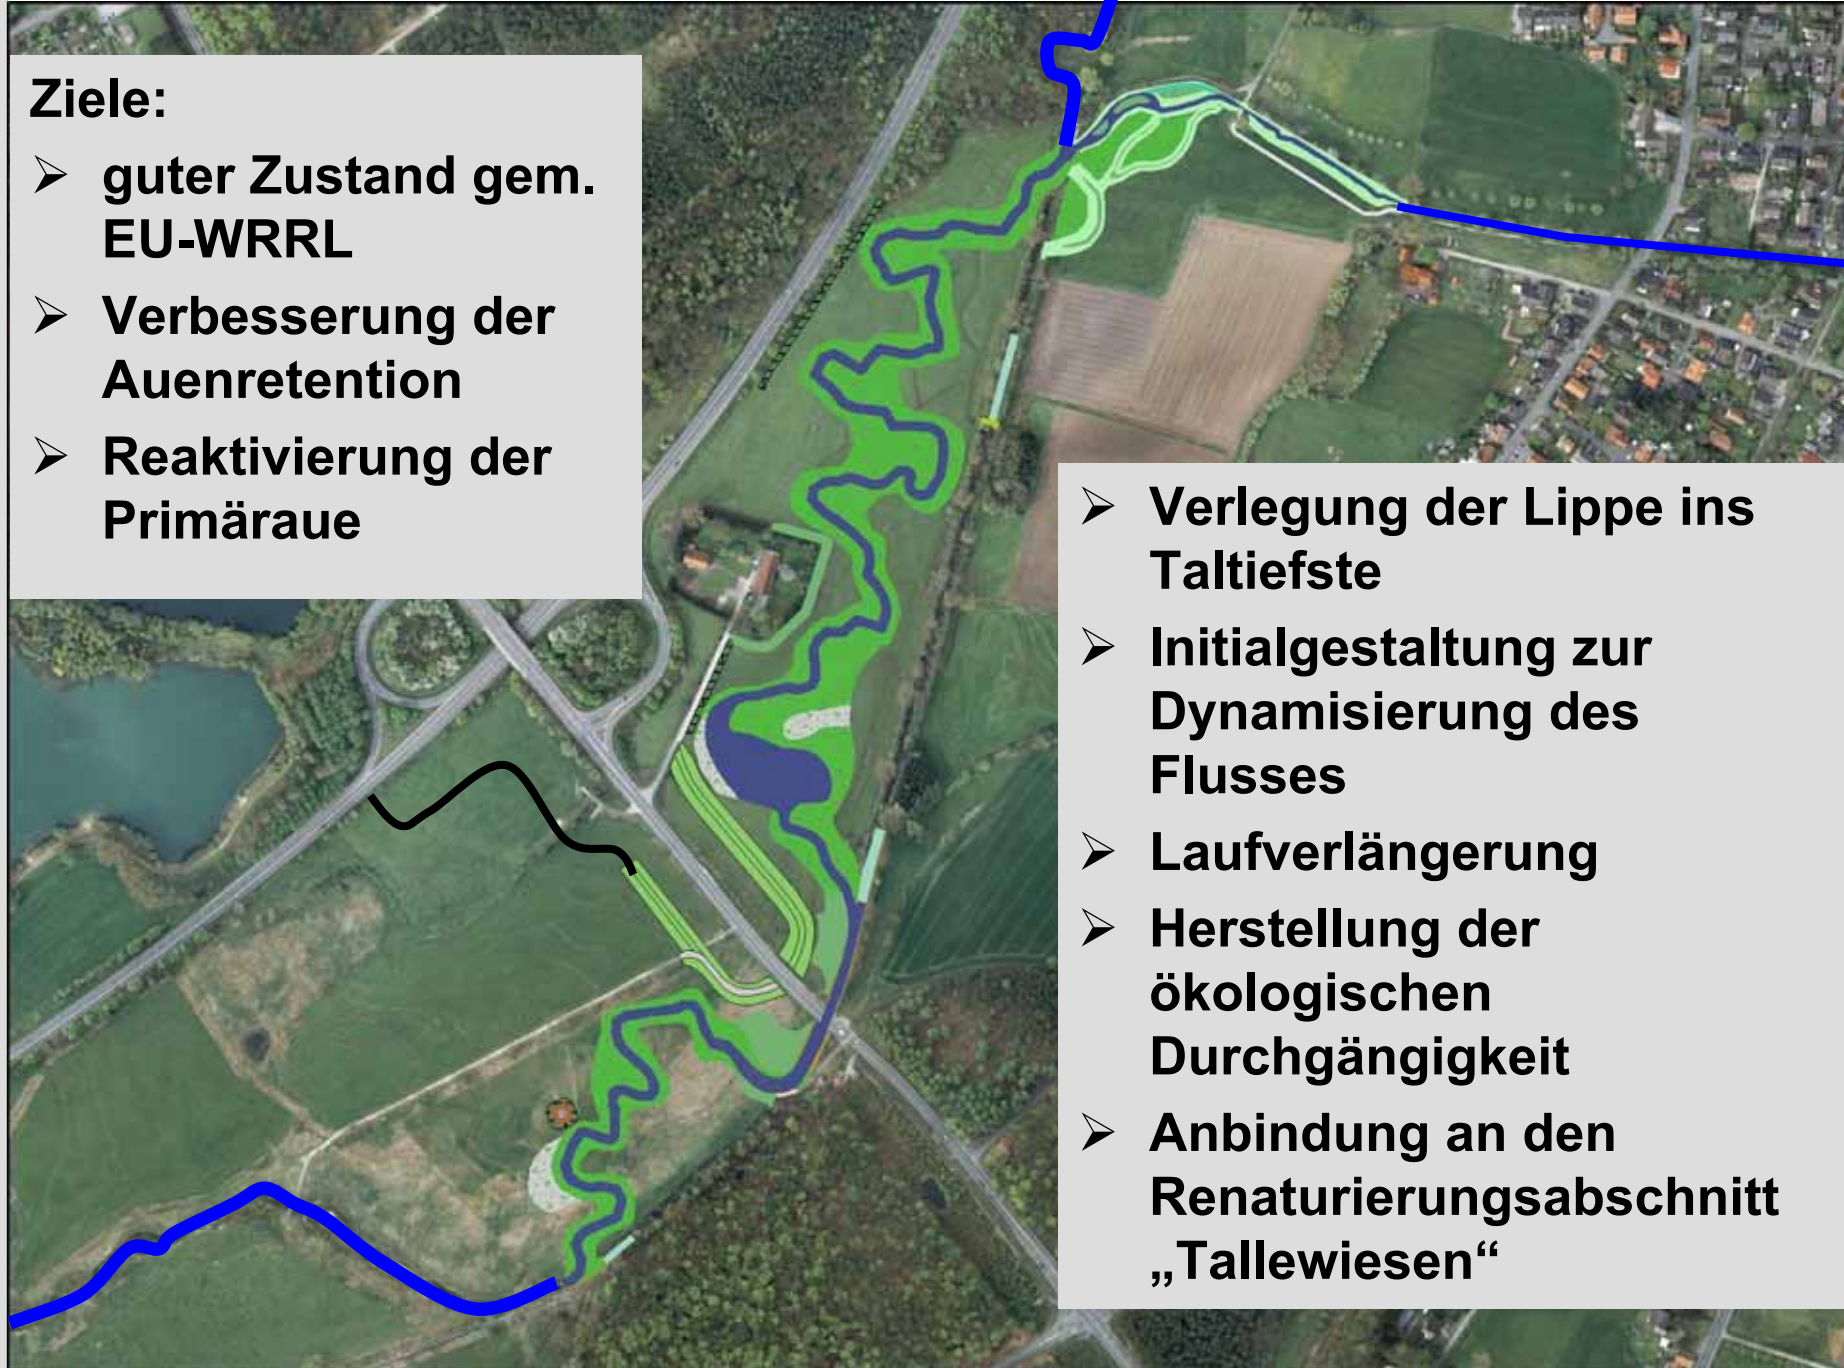 Ziele:
➢ guter Zustand gem.
EU-WRRL
➢ Verbesserung der
Auenretention
➢ Reaktivierung der
Primäraue
➢ Verlegung der Lippe ins
Taltiefste
➢ Initialgestaltung zur
Dynamisierung des
Flusses
➢ Laufverlängerung
➢ Herstellung der
ökologischen
Durchgängigkeit
➢ Anbindung an den
Renaturierungsabschnitt
„Tallewiesen“